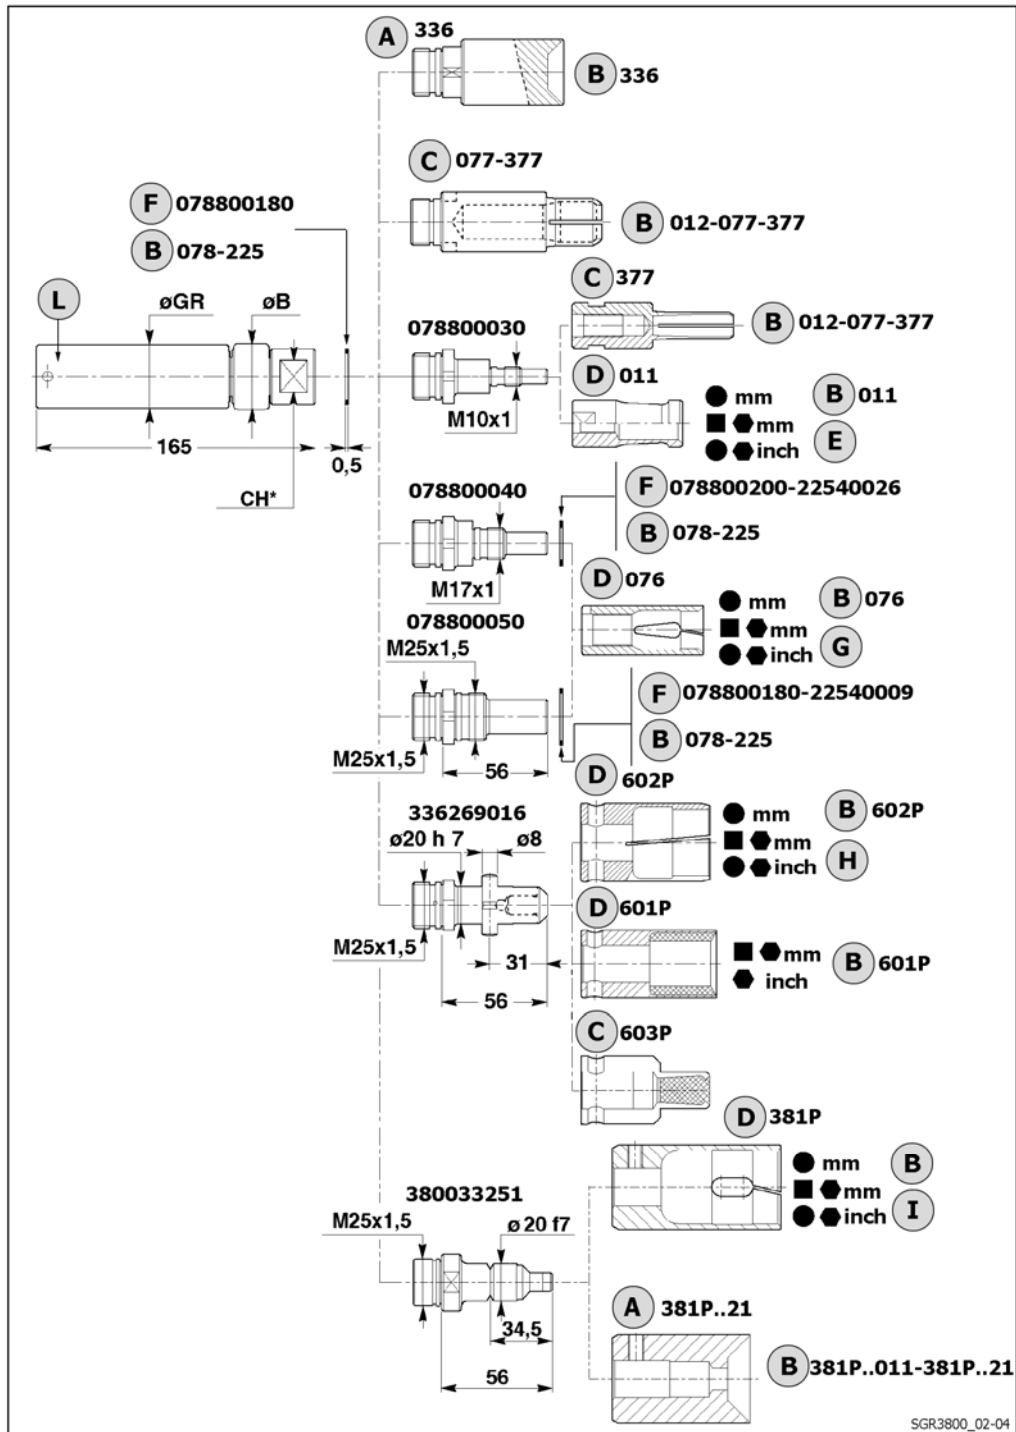 A 336
B 336
C 077-377
B 012-077-377
F 078800180
B 078-225
L
øGR
øB
165
0,5
CH*
078800030
M10x1
C 377
B 012-077-377
D 011
mm
mm
inch
B 011
E
078800040
M17x1
F 078800200-22540026
B 078-225
D 076
mm
mm
inch
B 076
G
078800050
M25x1,5
M25x1,5
56
F 078800180-22540009
B 078-225
D 602P
mm
mm
inch
B 602P
H
336269016
ø20 h 7
ø8
M25x1,5
31
56
D 601P
mm
inch
B 601P
C 603P
D 381P
mm
mm
inch
B
I
380033251
M25x1,5
ø 20 f7
34,5
56
A 381P..21
B 381P..011-381P..21
SGR3800_02-04